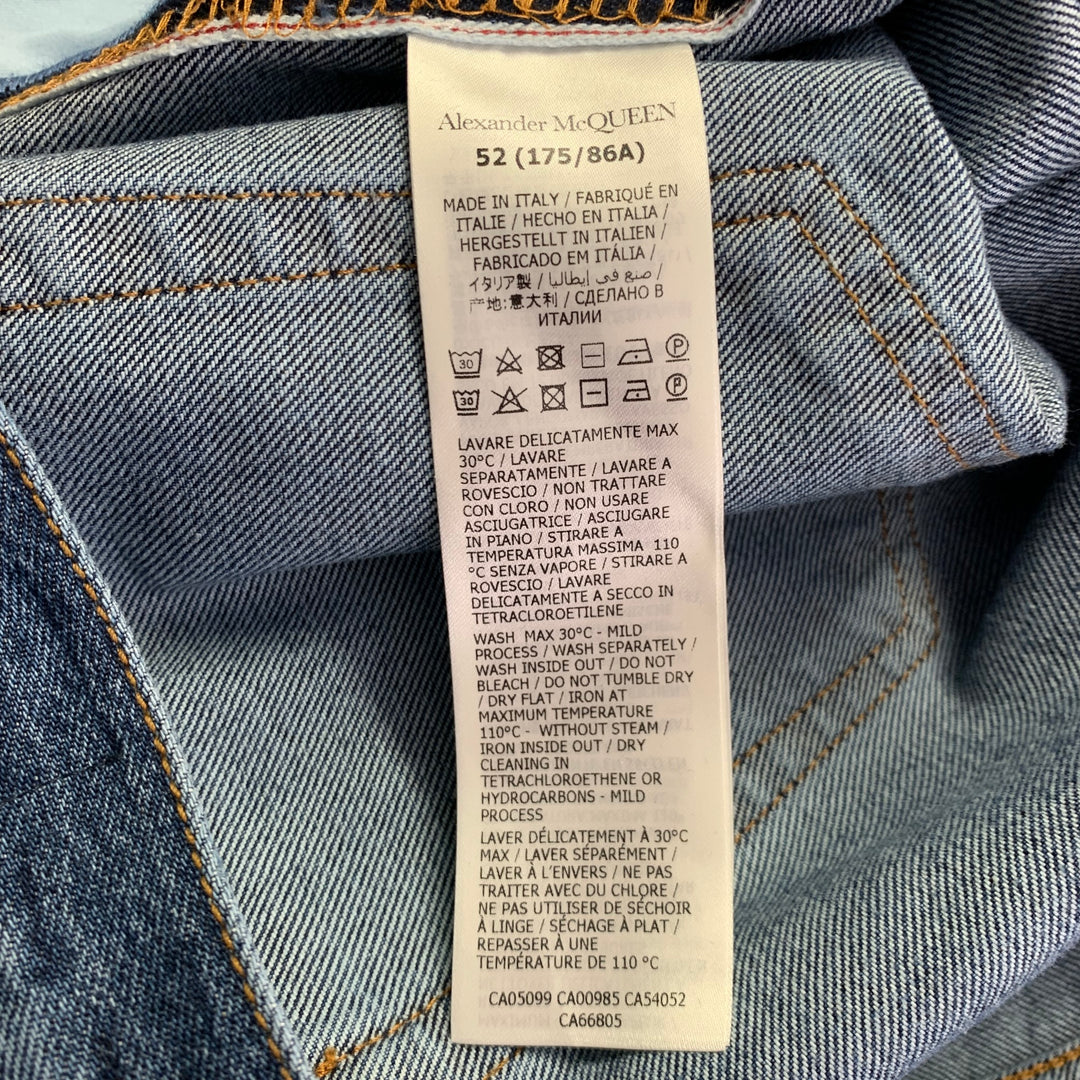 Alexander McQUEEN
52 (175/86A)
MADE IN ITALY / FABRIQUÉ EN
ITALIE / HECHO EN ITALIA /
HERGESTELLT IN ITALIEN /
FABRICADO EM ITÁLIA /
イタリア製 / صنع في إيطاليا /
产地:意大利 / СДЕЛАНО В
ИТАЛИИ
30 P
30 P
LAVARE DELICATAMENTE MAX
30°C / LAVARE
SEPARATAMENTE / LAVARE A
ROVESCIO / NON TRATTARE
CON CLORO / NON USARE
ASCIUGATRICE / ASCIUGARE
IN PIANO / STIRARE A
TEMPERATURA MASSIMA 110
°C SENZA VAPORE / STIRARE A
ROVESCIO / LAVARE
DELICATAMENTE A SECCO IN
TETRACLOROETILENE
WASH MAX 30°C - MILD
PROCESS / WASH SEPARATELY /
WASH INSIDE OUT / DO NOT
BLEACH / DO NOT TUMBLE DRY
/ DRY FLAT / IRON AT
MAXIMUM TEMPERATURE
110°C - WITHOUT STEAM /
IRON INSIDE OUT / DRY
CLEANING IN
TETRACHLOROETHENE OR
HYDROCARBONS - MILD
PROCESS
LAVER DÉLICATEMENT À 30°C
MAX / LAVER SÉPARÉMENT /
LAVER À L'ENVERS / NE PAS
TRAITER AVEC DU CHLORE /
NE PAS UTILISER DE SÉCHOIR
À LINGE / SÉCHAGE À PLAT /
REPASSER À UNE
TEMPÉRATURE DE 110 °C
CA05099 CA00985 CA54052
CA66805